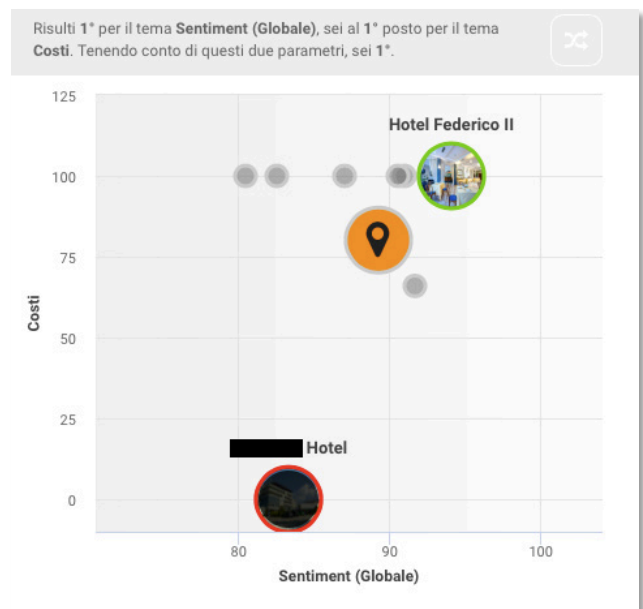 Risulti 1° per il tema Sentiment (Globale), sei al 1° posto per il tema
Costi. Tenendo conto di questi due parametri, sei 1°.
125
Hotel Federico II
100
75
Costi
50
25
Hotel
0
80 90 100
Sentiment (Globale)